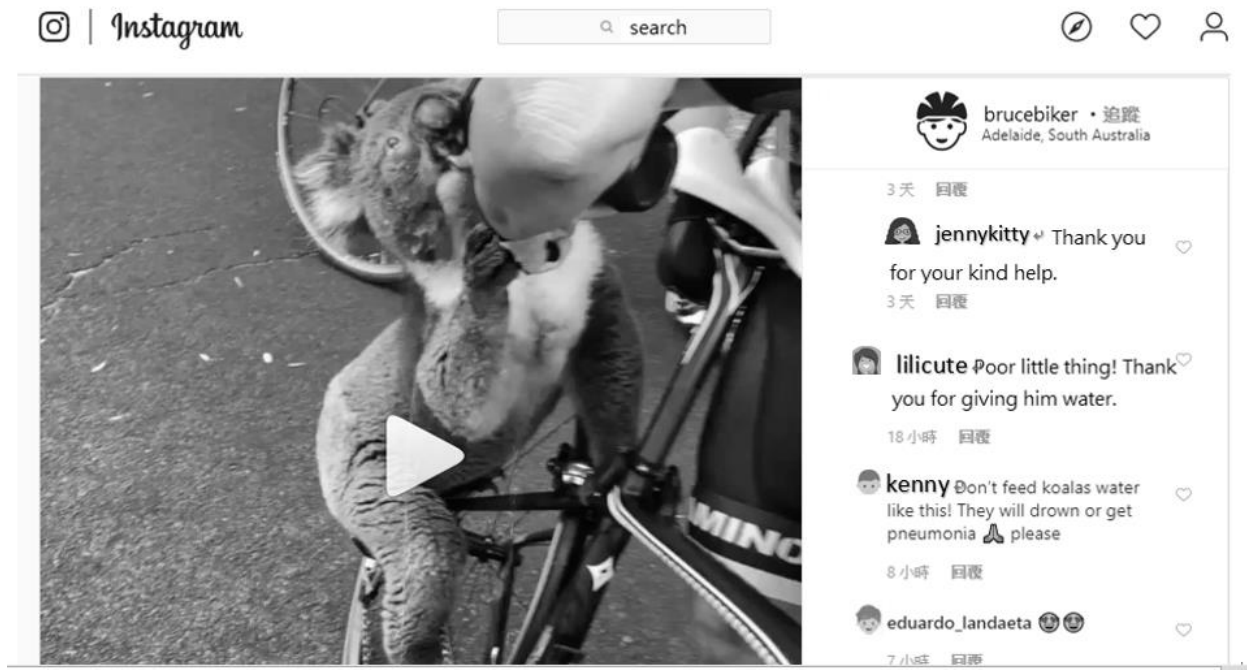 Instagram
search
brucebiker • 追蹤
Adelaide, South Australia
3 天 回覆
jennykitty Thank you
for your kind help.
3 天 回覆
lilicute Poor little thing! Thank
you for giving him water.
18 小時 回覆
kenny Don't feed koalas water
like this! They will drown or get
pneumonia 🙏 please
8 小時 回覆
eduardo_landaeta
7 小時 回覆